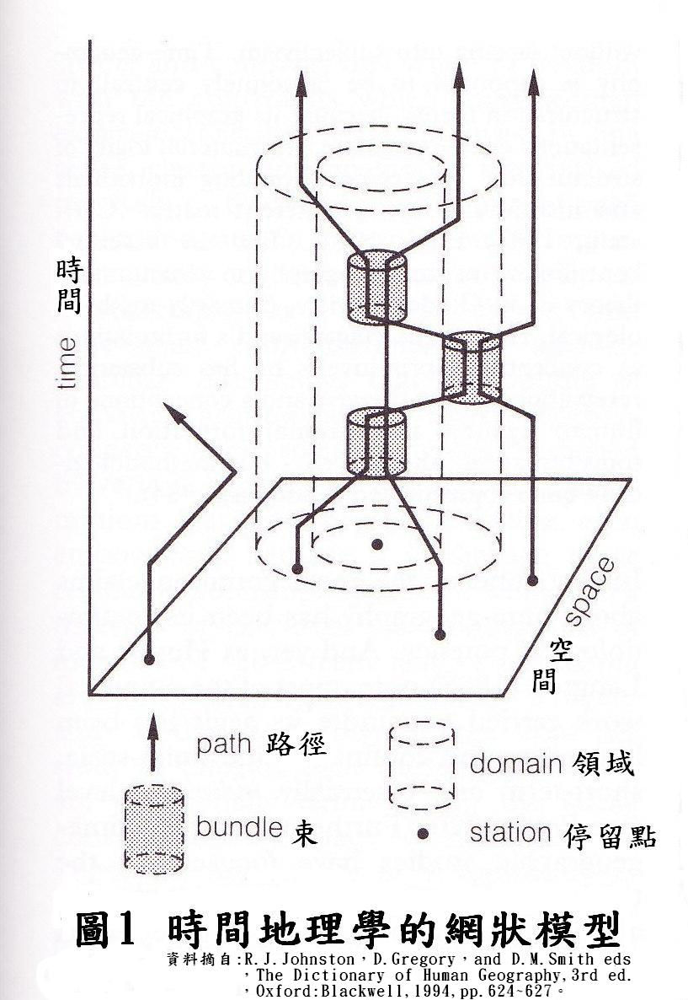 時間
time
space
空間
path 路徑
domain 領域
bundle 束
station 停留點
圖1 時間地理學的網狀模型
資料摘自:R.J.Johnston,D.Gregory,and D.M.Smith eds
,The Dictionary of Human Geography,3rd ed.
,Oxford:Blackwell,1994,pp.624~627。